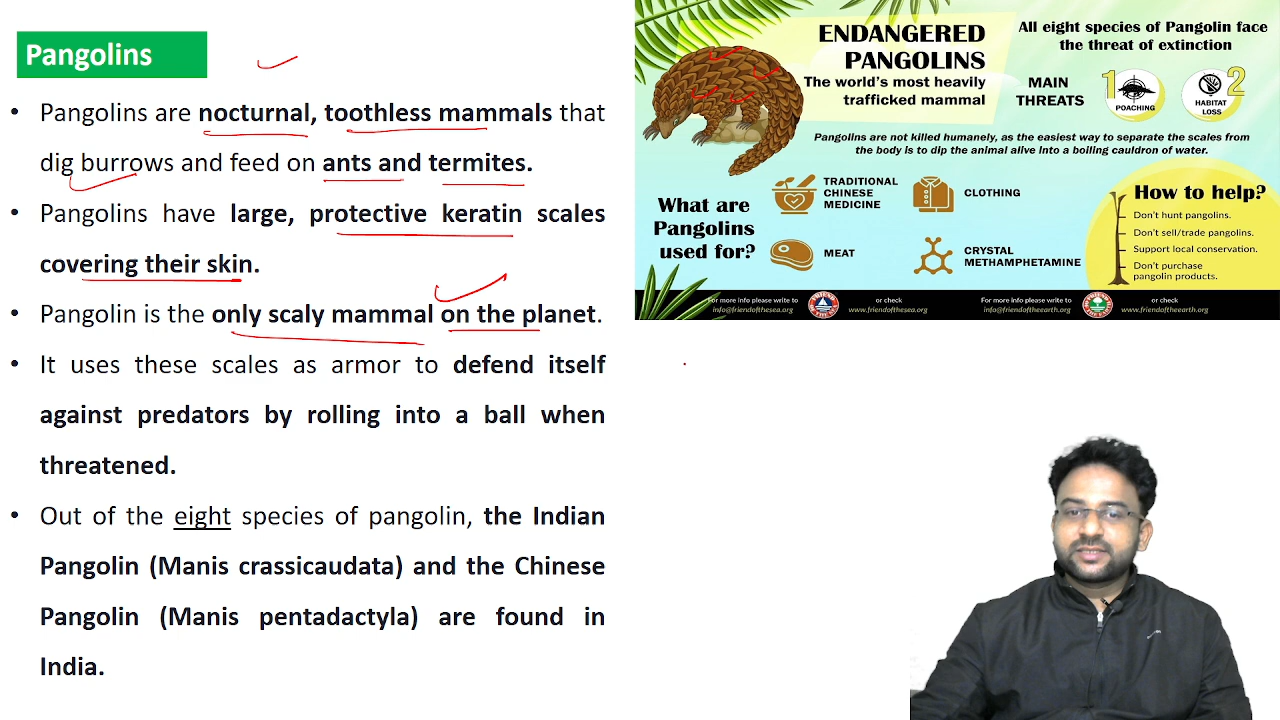 Pangolins
• Pangolins are nocturnal, toothless mammals that
dig burrows and feed on ants and termites.
• Pangolins have large, protective keratin scales
covering their skin.
• Pangolin is the only scaly mammal on the planet.
• It uses these scales as armor to defend itself
against predators by rolling into a ball when
threatened.
• Out of the eight species of pangolin, the Indian
Pangolin (Manis crassicaudata) and the Chinese
Pangolin (Manis pentadactyla) are found in
India.
ENDANGERED
PANGOLINS
The world's most heavily
trafficked mammal
All eight species of Pangolin face
the threat of extinction
MAIN
THREATS
1
POACHING
2
HABITAT
LOSS
Pangolins are not killed humanely, as the easiest way to separate the scales from
the body is to dip the animal alive into a boiling cauldron of water.
What are
Pangolins
used for?
TRADITIONAL
CHINESE
MEDICINE
CLOTHING
MEAT
CRYSTAL
METHAMPHETAMINE
How to help?
Don't hunt pangolins.
Don't sell/trade pangolins.
Support local conservation.
Don't purchase
pangolin products.
For more info please write to
info@friendofthesea.org
or check
www.friendofthesea.org
For more info please write to
info@friendoftheearth.org
or check
www.friendoftheearth.org